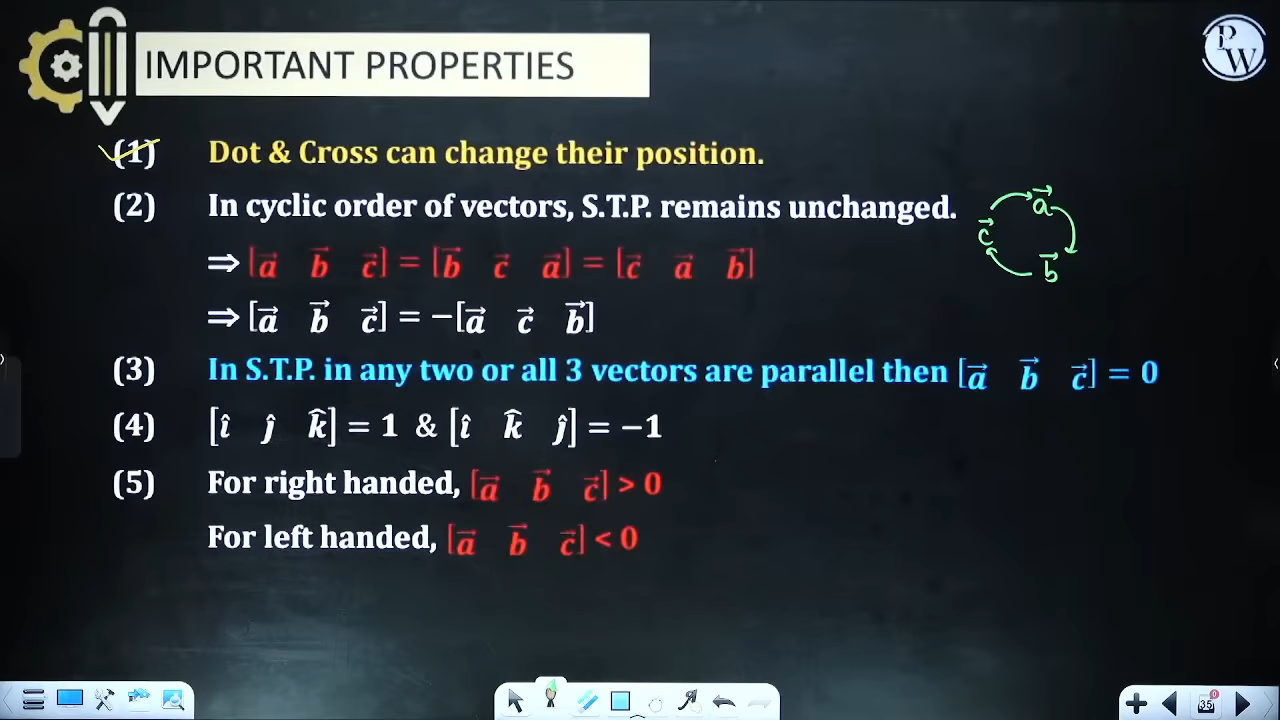 IMPORTANT PROPERTIES
PW
(1) Dot & Cross can change their position.
(2) In cyclic order of vectors, S.T.P. remains unchanged.
a⃗
c⃗
b⃗
⇒ [a⃗ b⃗ c⃗] = [b⃗ c⃗ a⃗] = [c⃗ a⃗ b⃗]
⇒ [a⃗ b⃗ c⃗] = −[a⃗ c⃗ b⃗]
(3) In S.T.P. in any two or all 3 vectors are parallel then [a⃗ b⃗ c⃗] = 0
(4) [î ĵ k̂] = 1 & [î k̂ ĵ] = −1
(5) For right handed, [a⃗ b⃗ c⃗] > 0
For left handed, [a⃗ b⃗ c⃗] < 0
35